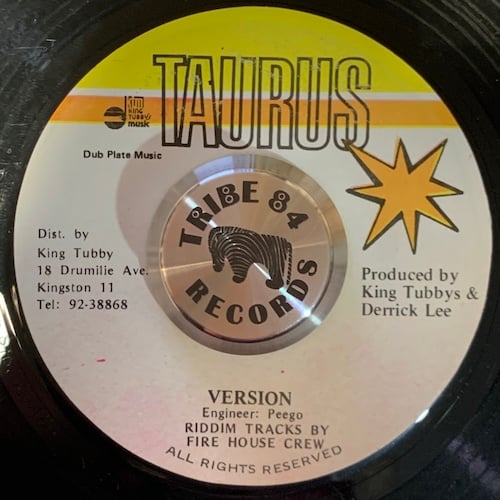 TAURUS
KTM
KING
TUBBY'S
music
Dub Plate Music
TRIBE 84
RECORDS
Dist. by
King Tubby
18 Drumilie Ave.
Kingston 11
Tel: 92-38868
Produced by
King Tubbys &
Derrick Lee
VERSION
Engineer: Peego
RIDDIM TRACKS BY
FIRE HOUSE CREW
ALL RIGHTS RESERVED